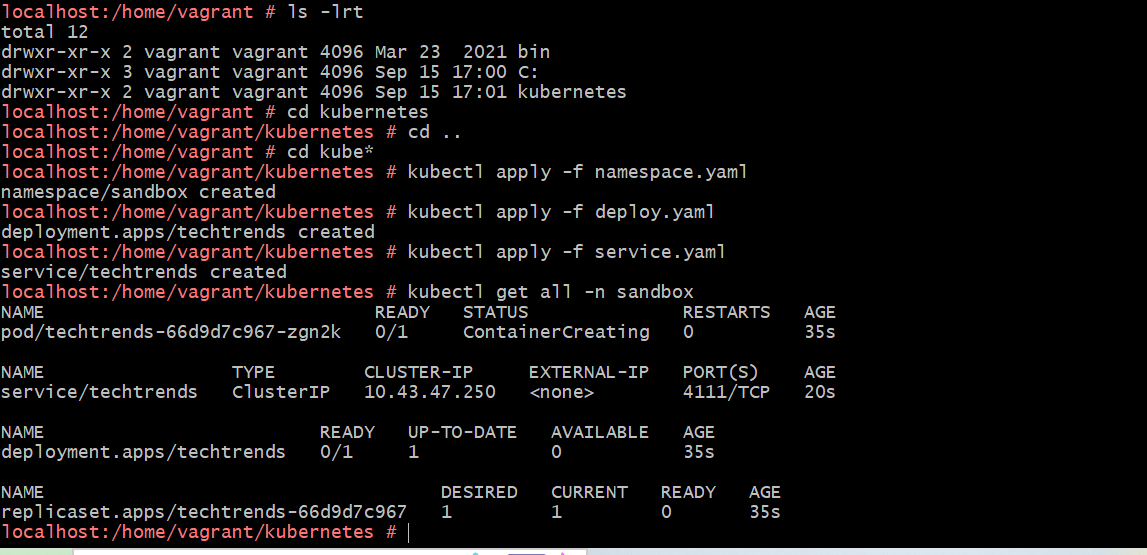 localhost:/home/vagrant # ls -lrt
total 12
drwxr-xr-x 2 vagrant vagrant 4096 Mar 23  2021 bin
drwxr-xr-x 3 vagrant vagrant 4096 Sep 15 17:00 C:
drwxr-xr-x 2 vagrant vagrant 4096 Sep 15 17:01 kubernetes
localhost:/home/vagrant # cd kubernetes
localhost:/home/vagrant/kubernetes # cd ..
localhost:/home/vagrant # cd kube*
localhost:/home/vagrant/kubernetes # kubectl apply -f namespace.yaml
namespace/sandbox created
localhost:/home/vagrant/kubernetes # kubectl apply -f deploy.yaml
deployment.apps/techtrends created
localhost:/home/vagrant/kubernetes # kubectl apply -f service.yaml
service/techtrends created
localhost:/home/vagrant/kubernetes # kubectl get all -n sandbox
NAME                              READY   STATUS              RESTARTS   AGE
pod/techtrends-66d9d7c967-zgn2k   0/1     ContainerCreating   0          35s

NAME                 TYPE        CLUSTER-IP     EXTERNAL-IP   PORT(S)    AGE
service/techtrends   ClusterIP   10.43.47.250   <none>        4111/TCP   20s

NAME                         READY   UP-TO-DATE   AVAILABLE   AGE
deployment.apps/techtrends   0/1     1            0           35s

NAME                                    DESIRED   CURRENT   READY   AGE
replicaset.apps/techtrends-66d9d7c967   1         1         0       35s
localhost:/home/vagrant/kubernetes #